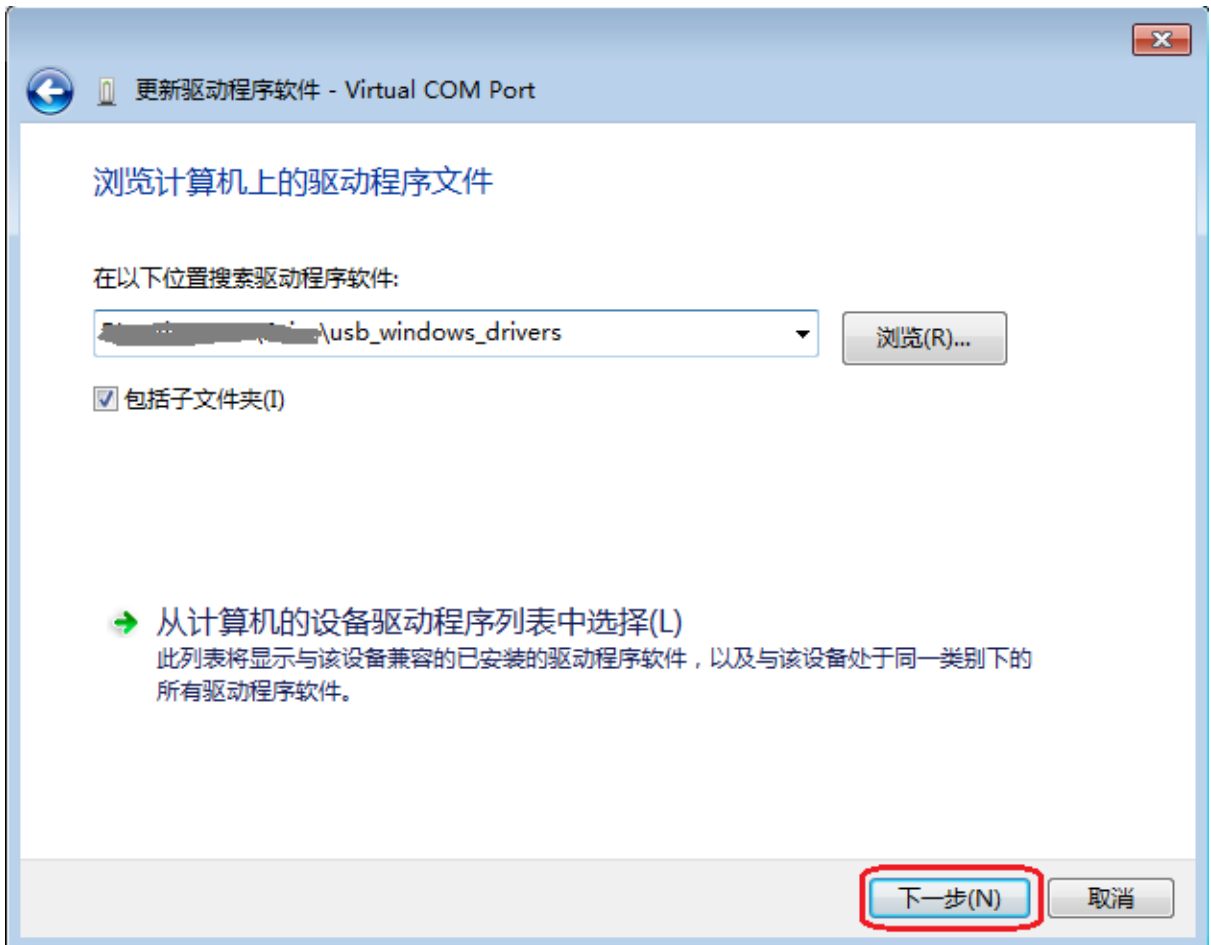 更新驱动程序软件 - Virtual COM Port
浏览计算机上的驱动程序文件
在以下位置搜索驱动程序软件:
\usb_windows_drivers
浏览(R)...
包括子文件夹(I)
从计算机的设备驱动程序列表中选择(L)
此列表将显示与该设备兼容的已安装的驱动程序软件，以及与该设备处于同一类别下的
所有驱动程序软件。
下一步(N)
取消